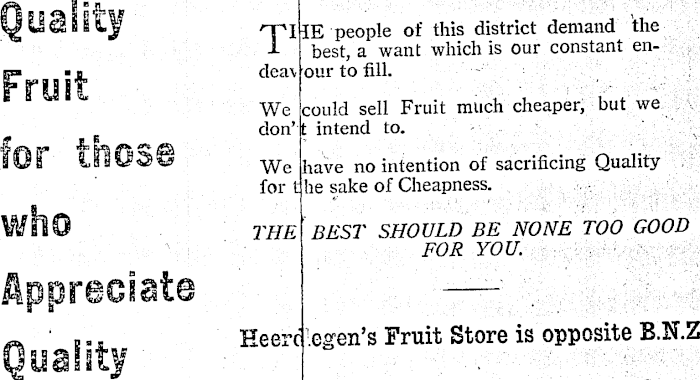 Quality
Fruit
for those
who
Appreciate
Quality
THE people of this district demand the
best, a want which is our constant en-
deavour to fill.
We could sell Fruit much cheaper, but we
don't intend to.
We have no intention of sacrificing Quality
for the sake of Cheapness.
THE BEST SHOULD BE NONE TOO GOOD
FOR YOU.
Heerdegen's Fruit Store is opposite B.N.Z